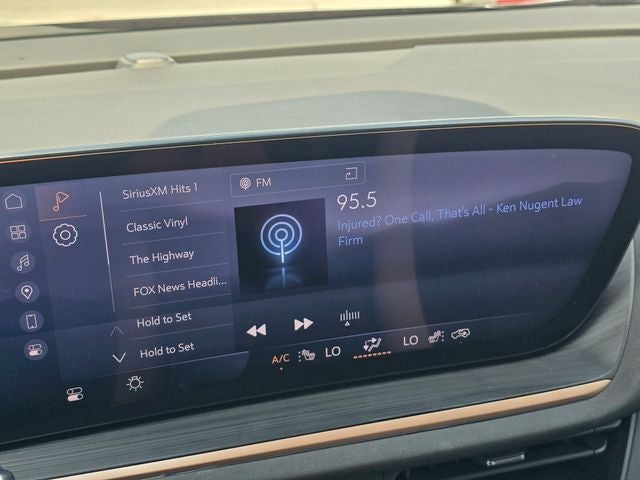 SiriusXM Hits 1
Classic Vinyl
The Highway
FOX News Headli...
Hold to Set
Hold to Set
FM
95.5
Injured? One Call, That's All - Ken Nugent Law
Firm
A/C
LO
LO